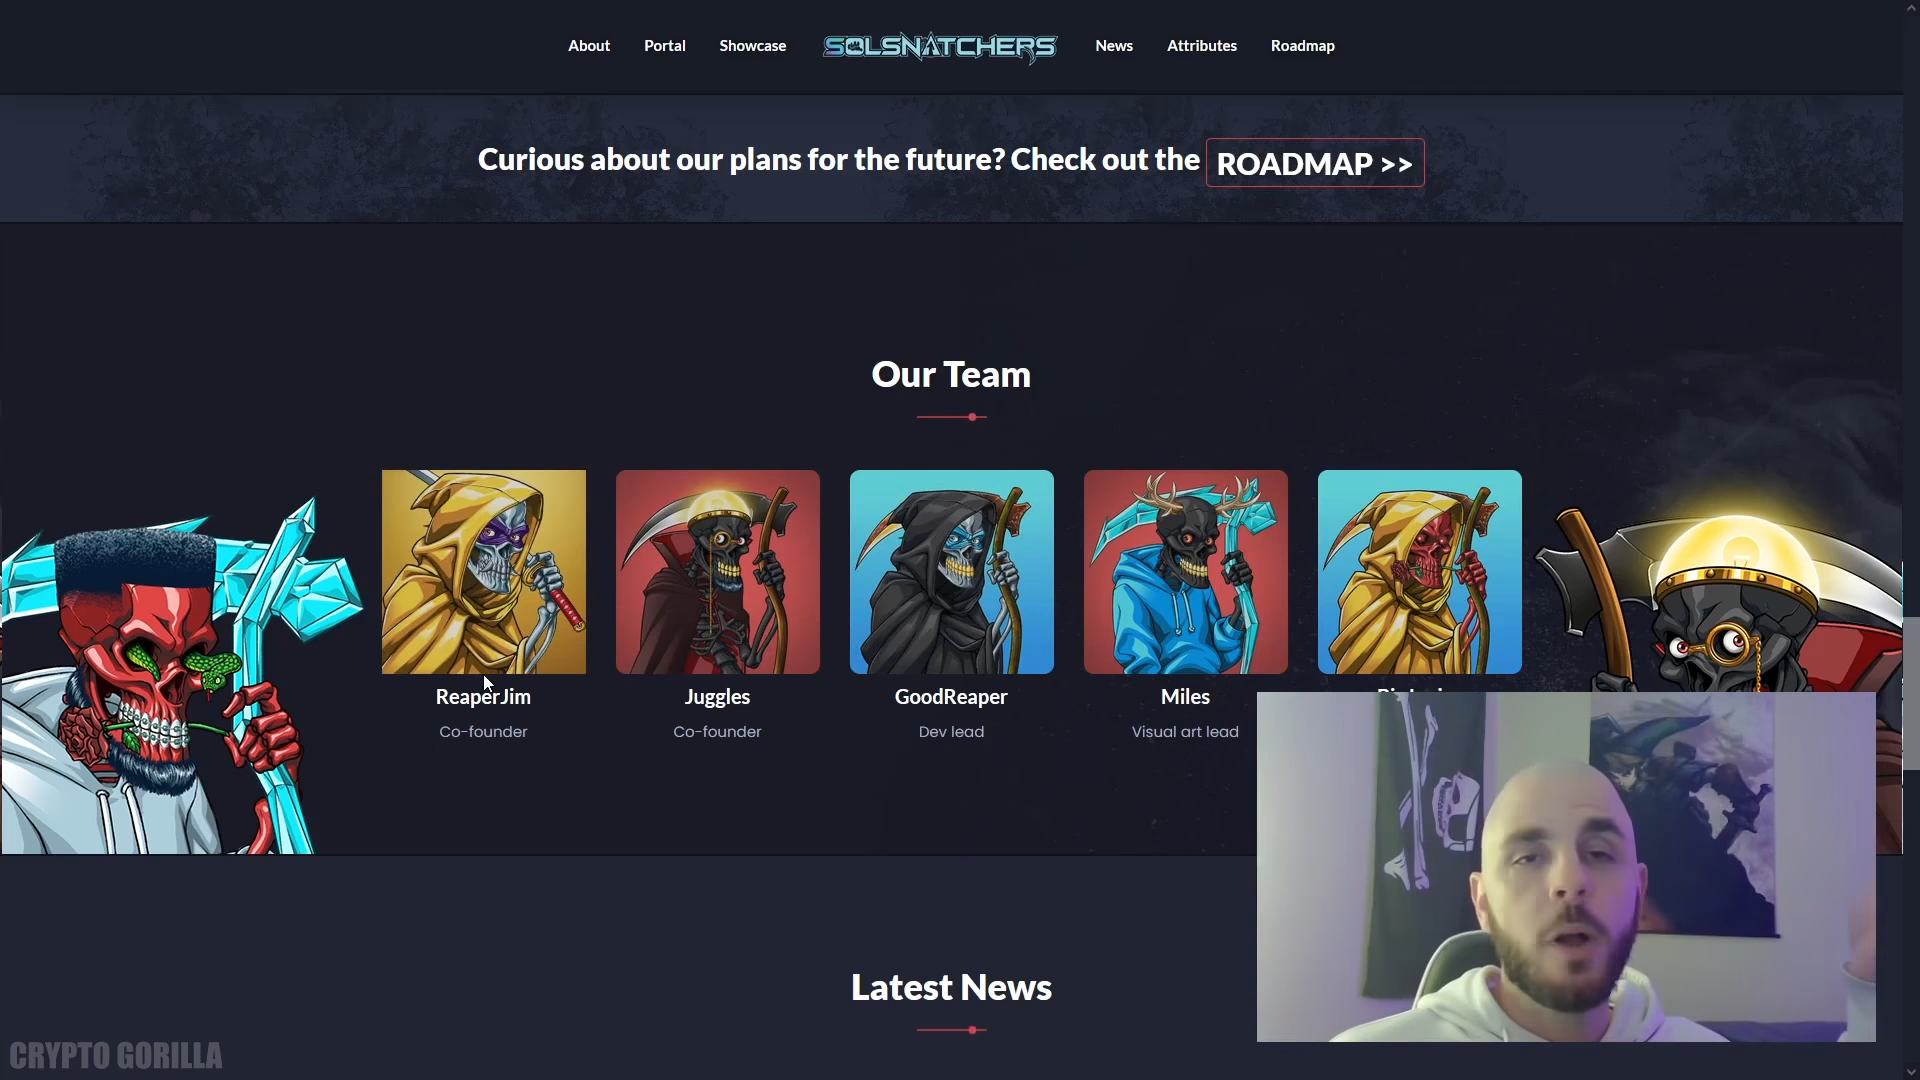 About
Portal
Showcase
SOLSNATCHERS
News
Attributes
Roadmap
Curious about our plans for the future? Check out the ROADMAP >>
Our Team
ReaperJim
Co-founder
Juggles
Co-founder
GoodReaper
Dev lead
Miles
Visual art lead
Latest News
CRYPTO GORILLA